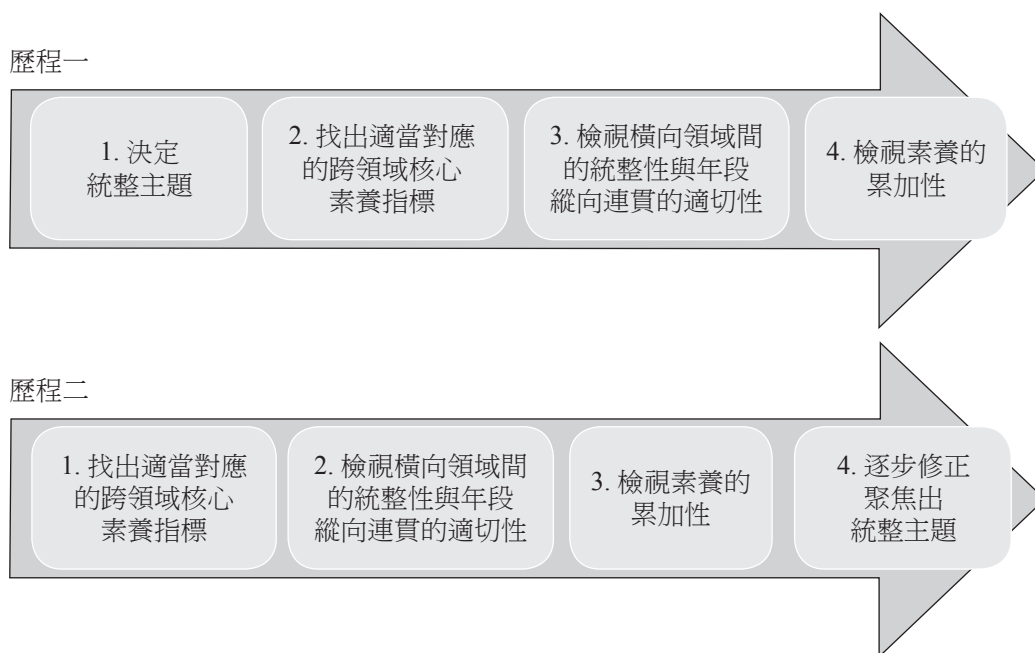 歷程一
1. 決定
統整主題
2. 找出適當對應
的跨領域核心
素養指標
3. 檢視橫向領域間
的統整性與年段
縱向連貫的適切性
4. 檢視素養的
累加性
歷程二
1. 找出適當對應
的跨領域核心
素養指標
2. 檢視橫向領域間
的統整性與年段
縱向連貫的適切性
3. 檢視素養的
累加性
4. 逐步修正
聚焦出
統整主題